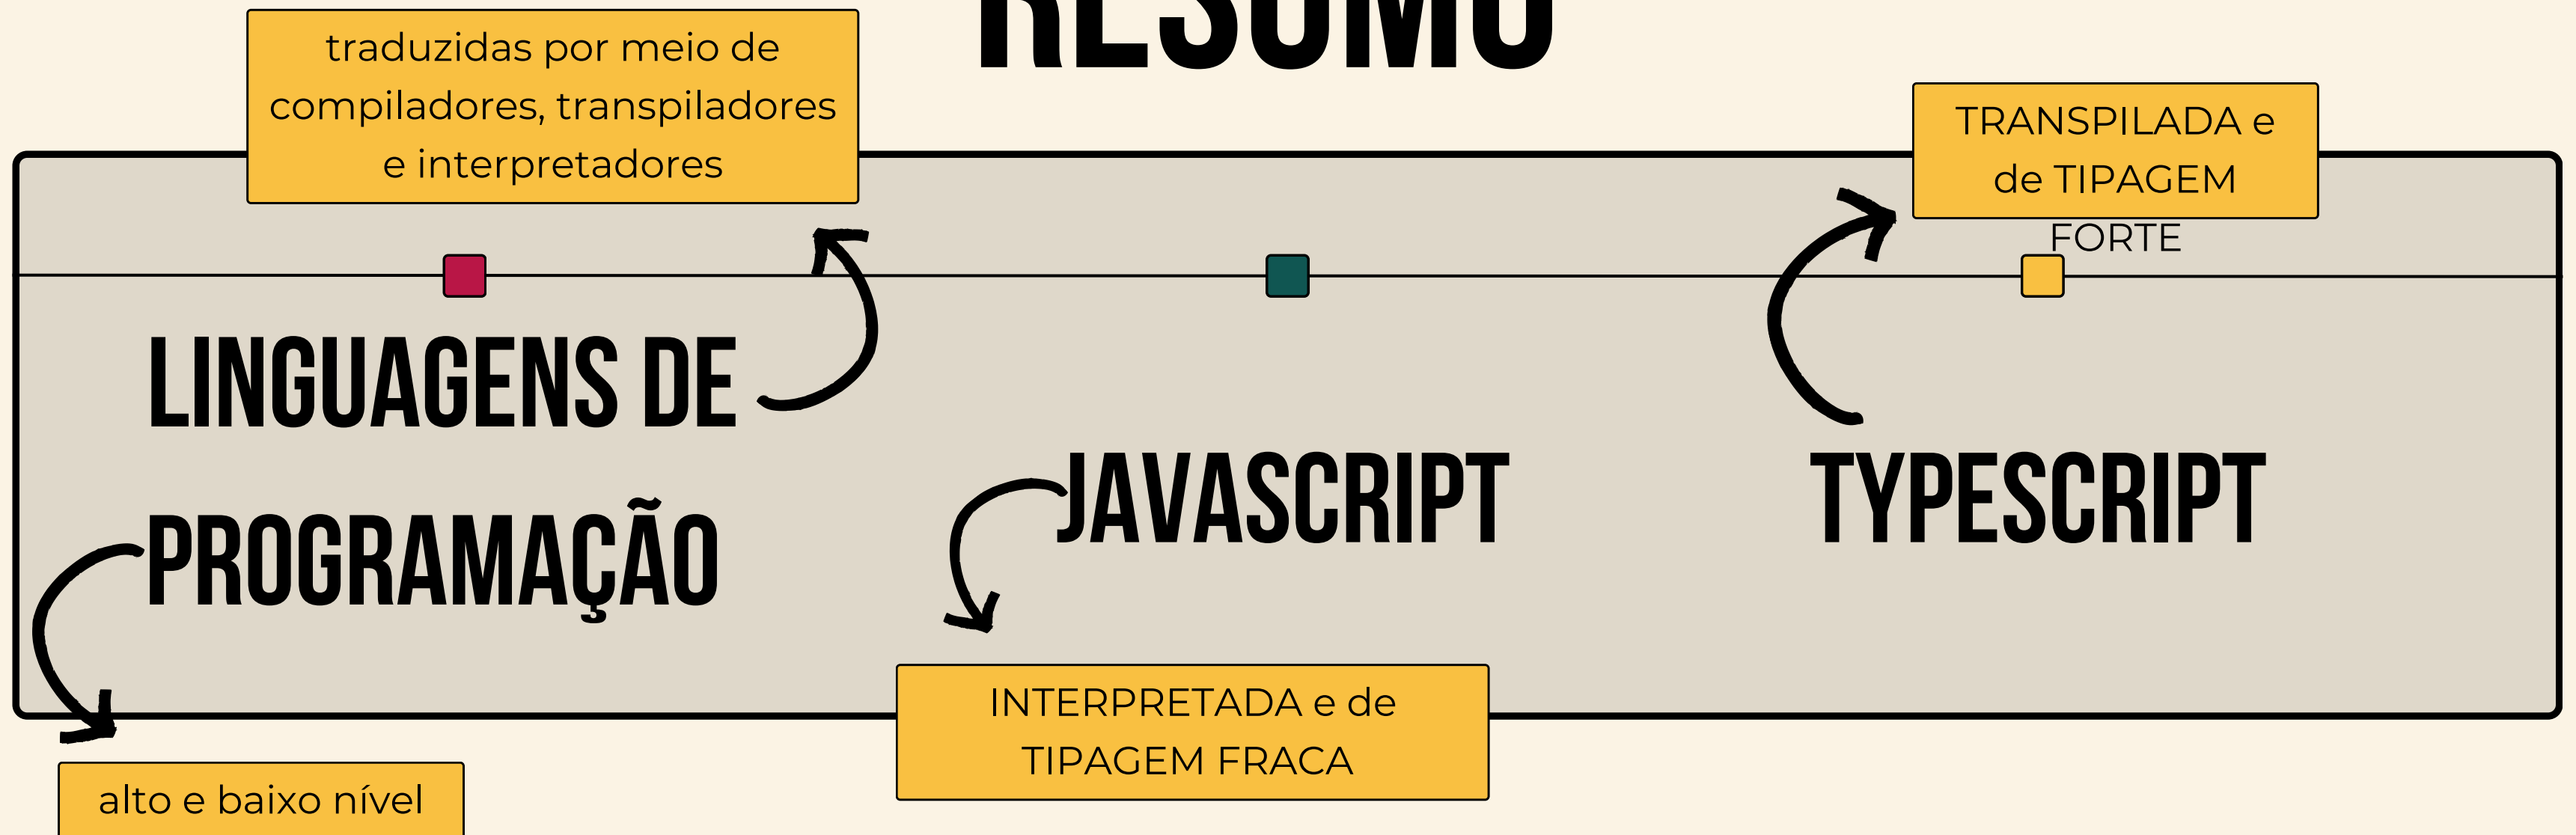 RESUMO
traduzidas por meio de
compiladores, transpiladores
e interpretadores
TRANSPILADA e
de TIPAGEM
FORTE
LINGUAGENS DE
PROGRAMAÇÃO
JAVASCRIPT
TYPESCRIPT
INTERPRETADA e de
TIPAGEM FRACA
alto e baixo nível